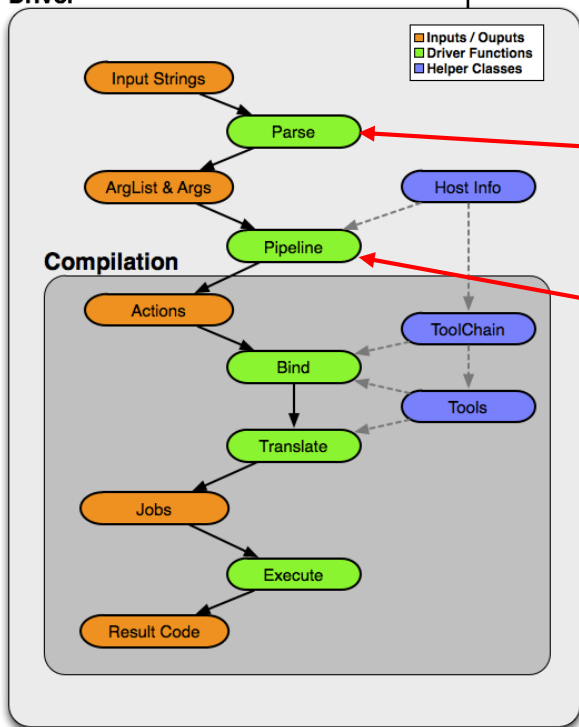 Driver
Inputs / Ouputs
Driver Functions
Helper Classes
Input Strings
Parse
ArgList & Args
Host Info
Pipeline
Compilation
Actions
ToolChain
Bind
Tools
Translate
Jobs
Execute
Result Code